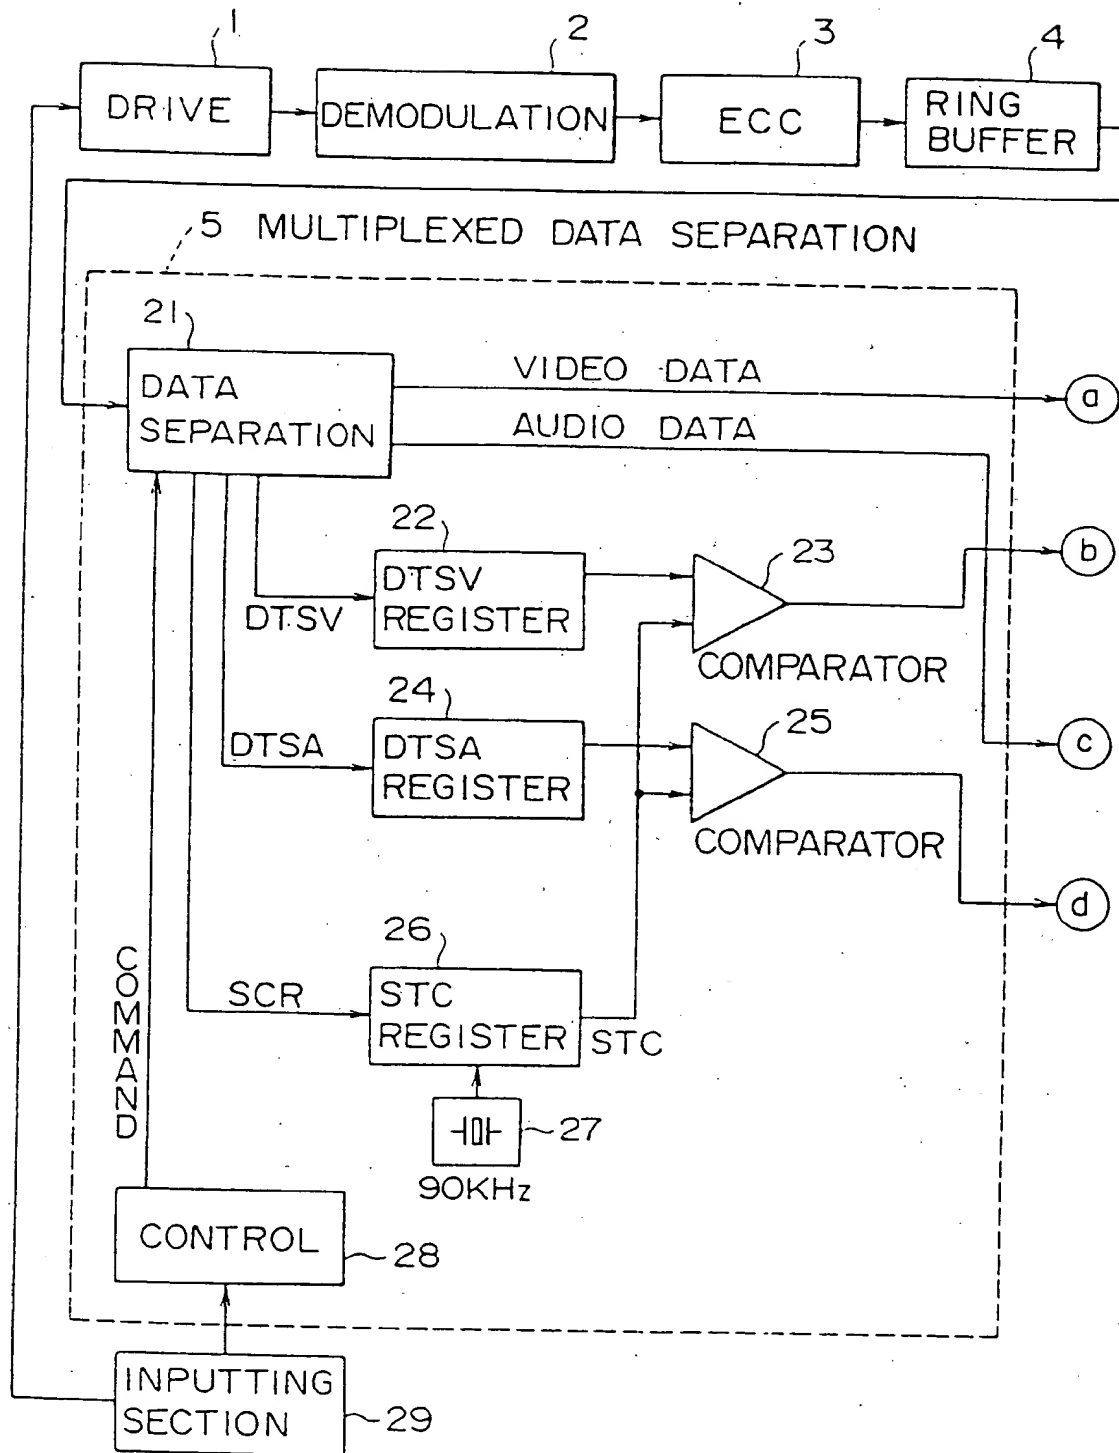 1
2
3
4
DRIVE
DEMODULATION
ECC
RING
BUFFER
5 MULTIPLEXED DATA SEPARATION
21
DATA
SEPARATION
VIDEO DATA
a
AUDIO DATA
22
DTSV
REGISTER
DTSV
23
COMPARATOR
b
24
DTSA
REGISTER
DTSA
25
COMPARATOR
c
d
26
STC
REGISTER
SCR
STC
27
90KHz
COMMAND
CONTROL
28
INPUTTING
SECTION
29